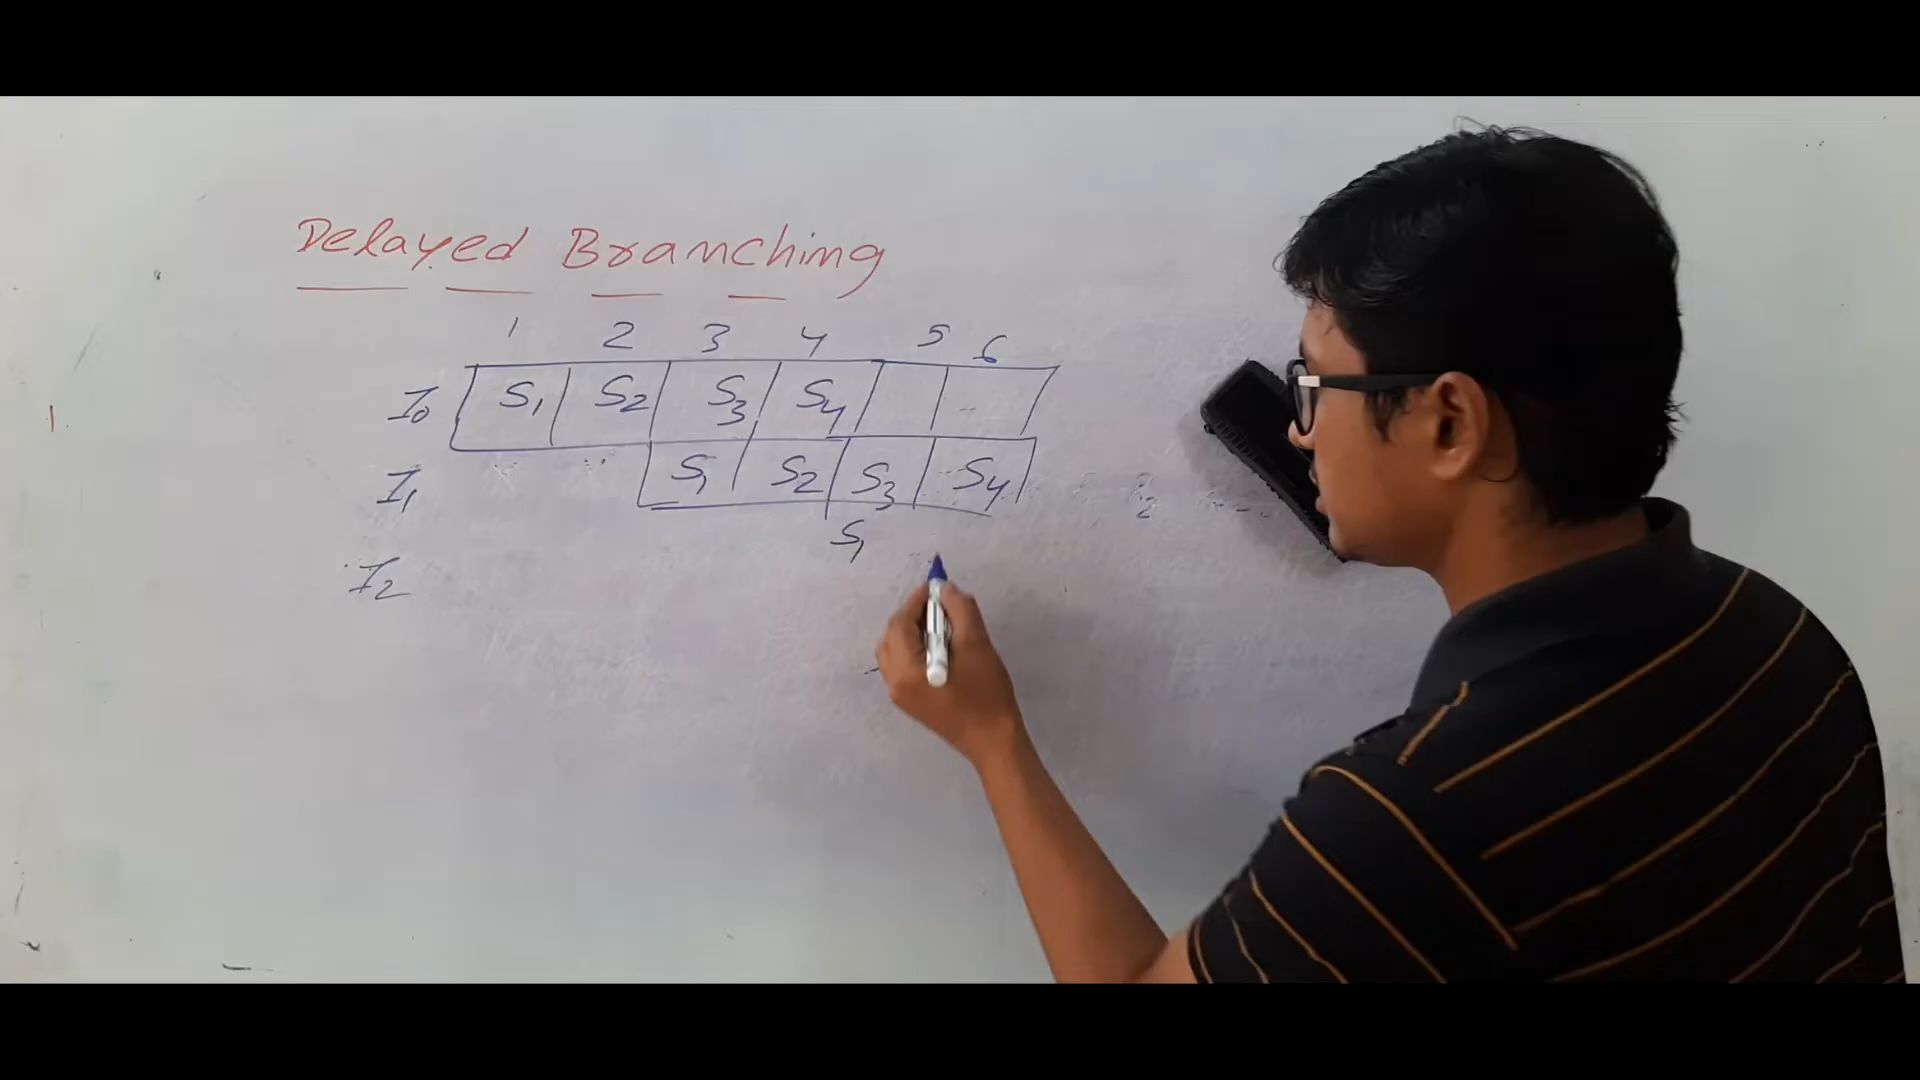 Delayed Branching
1 2 3 4 5 6
I0 S1 S2 S3 S4
I1 S1 S2 S3 S4
S1
I2